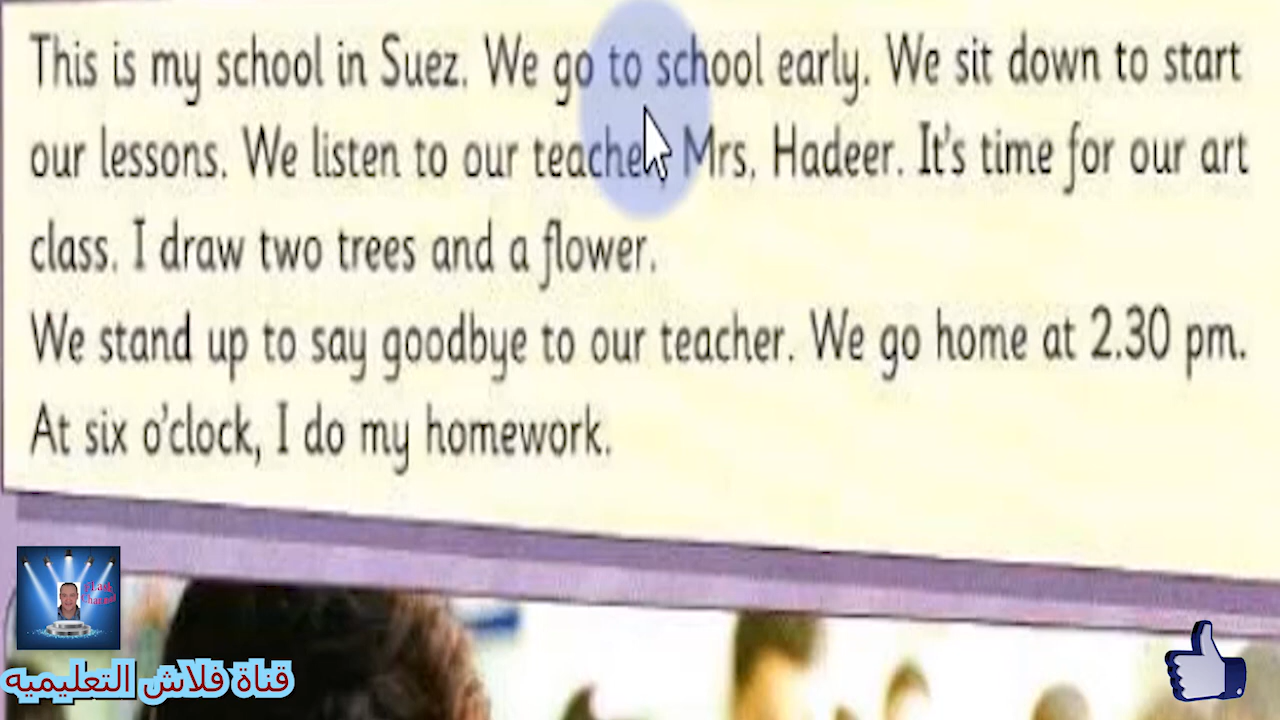 This is my school in Suez. We go to school early. We sit down to start
our lessons. We listen to our teacher, Mrs, Hadeer. It's time for our art
class. I draw two trees and a flower.
We stand up to say goodbye to our teacher. We go home at 2.30 pm.
At six o'clock, I do my homework.
Flash
Channel
قناة فلاش التعليميه